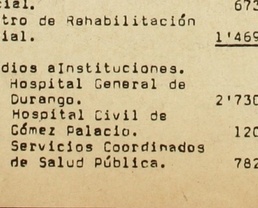 cial. 673
tro de Rehabilitación
ial. 1'469
dios aInstituciones.
Hospital General de
Durango. 2'730
Hospital Civil de
Gómez Palacio. 120
Servicios Coordinados
de Salud Pública. 782